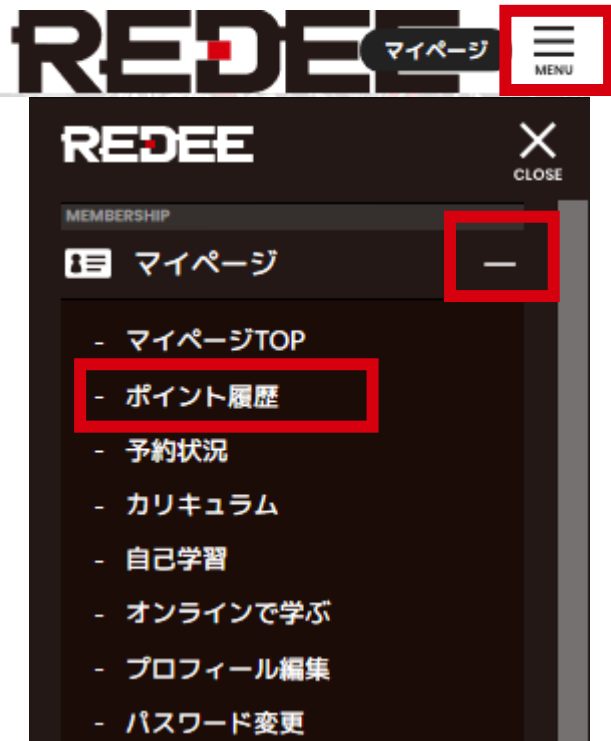 REDEE
マイページ
MENU
REDEE
CLOSE
MEMBERSHIP
マイページ
- マイページTOP
- ポイント履歴
- 予約状況
- カリキュラム
- 自己学習
- オンラインで学ぶ
- プロフィール編集
- パスワード変更